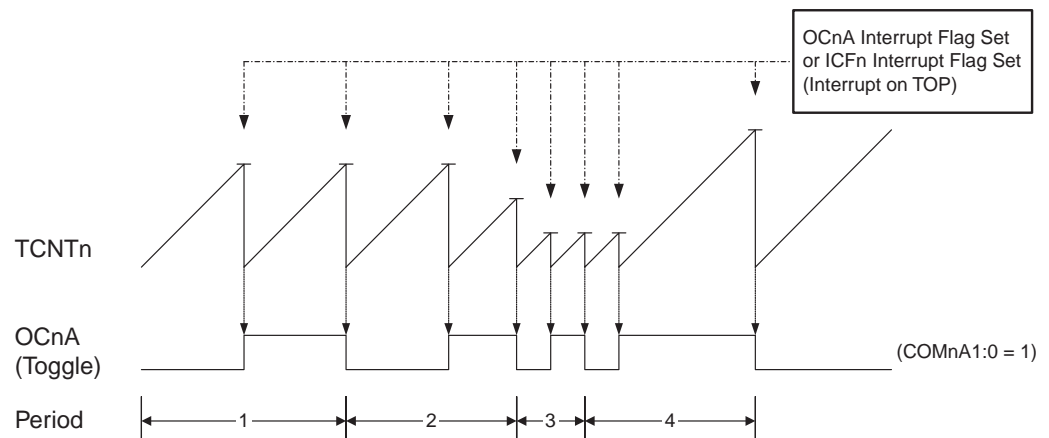 OCnA Interrupt Flag Set
or ICFn Interrupt Flag Set
(Interrupt on TOP)
TCNTn
OCnA
(Toggle)
(COMnA1:0 = 1)
Period
1
2
3
4